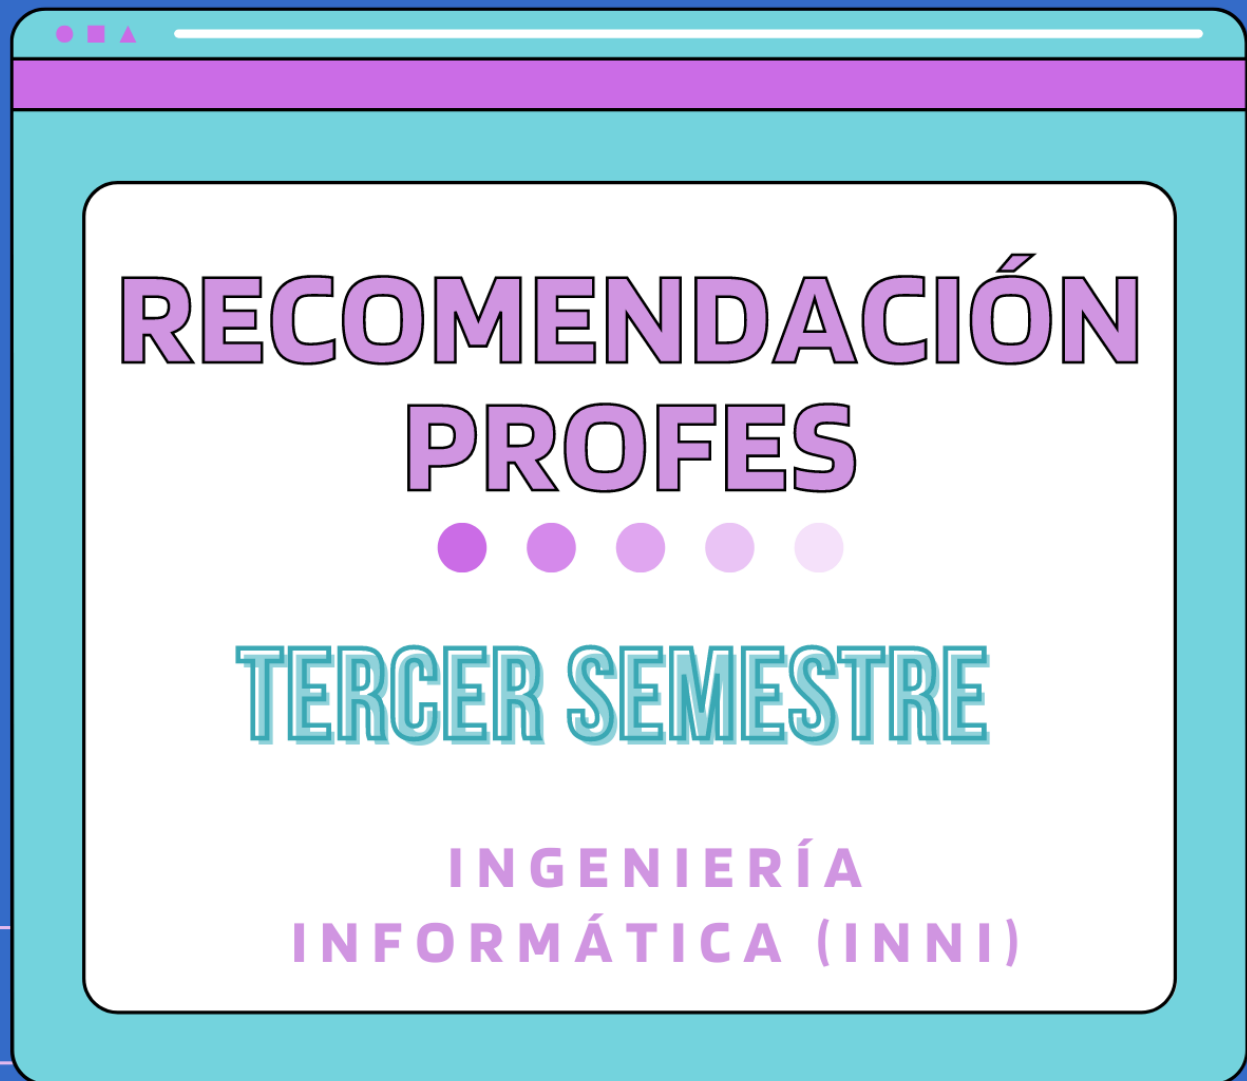 RECOMENDACIÓN
PROFES
TERCER SEMESTRE
INGENIERÍA
INFORMÁTICA (INNI)